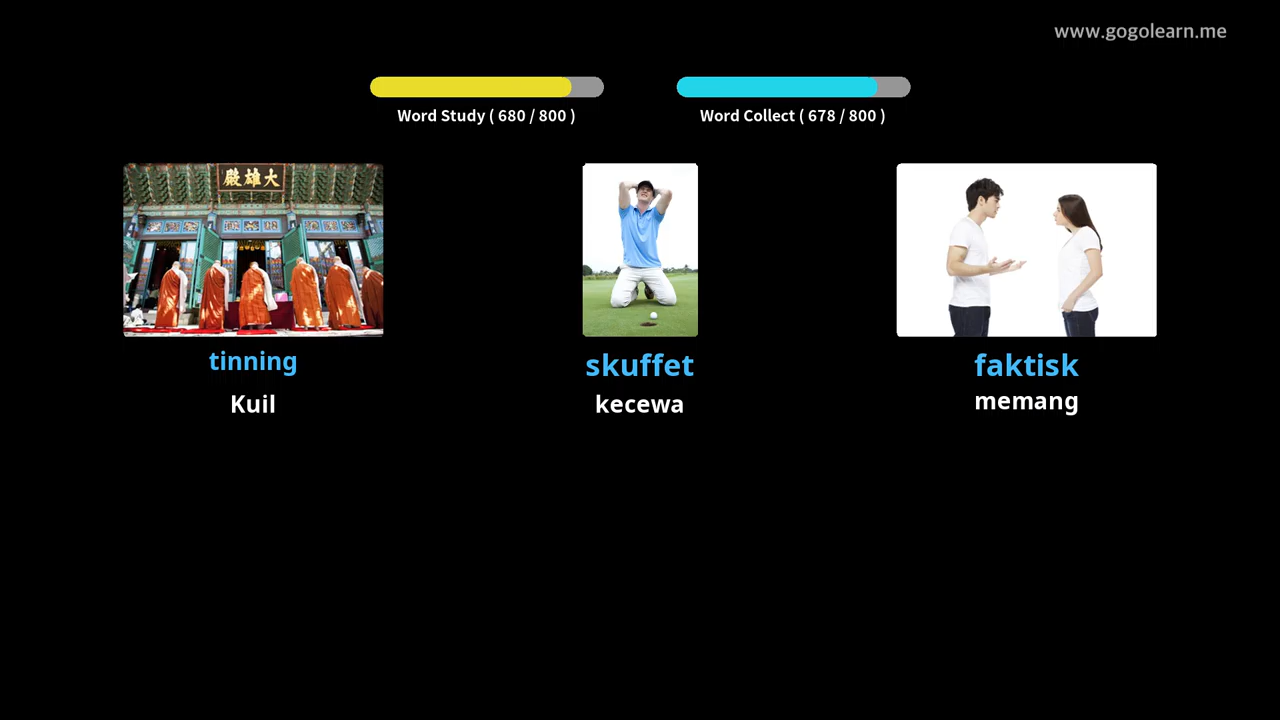 www.gogolearn.me
Word Study ( 680 / 800 )
Word Collect ( 678 / 800 )
殿雄大
tinning
skuffet
faktisk
Kuil
kecewa
memang